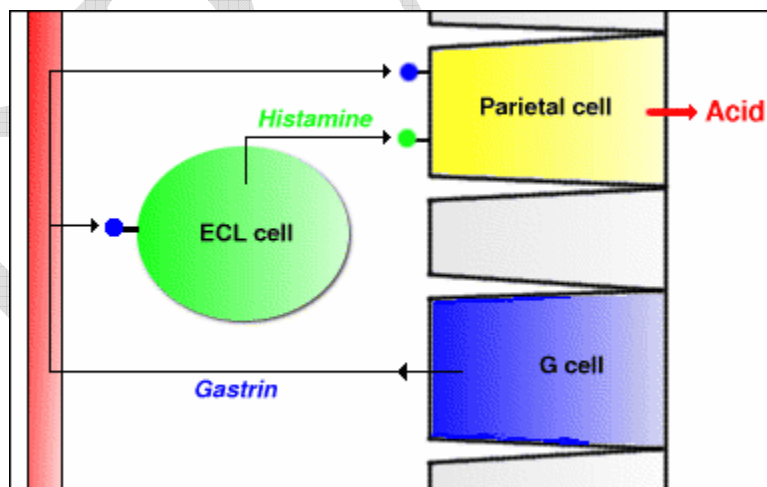 Parietal cell
Acid
Histamine
ECL cell
G cell
Gastrin